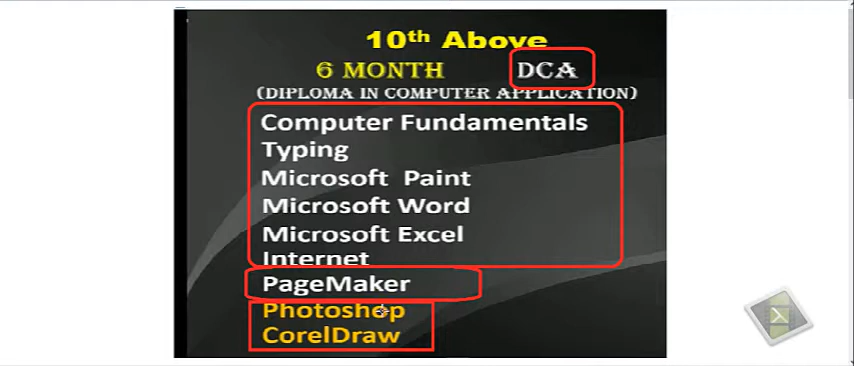 10th Above
6 MONTH DCA
(DIPLOMA IN COMPUTER APPLICATION)
Computer Fundamentals
Typing
Microsoft Paint
Microsoft Word
Microsoft Excel
Internet
PageMaker
Photoshop
CorelDraw